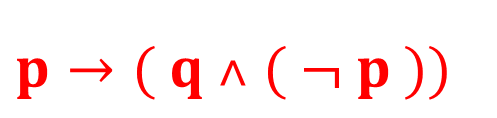 p → ( q ∧ ( ¬ p ))